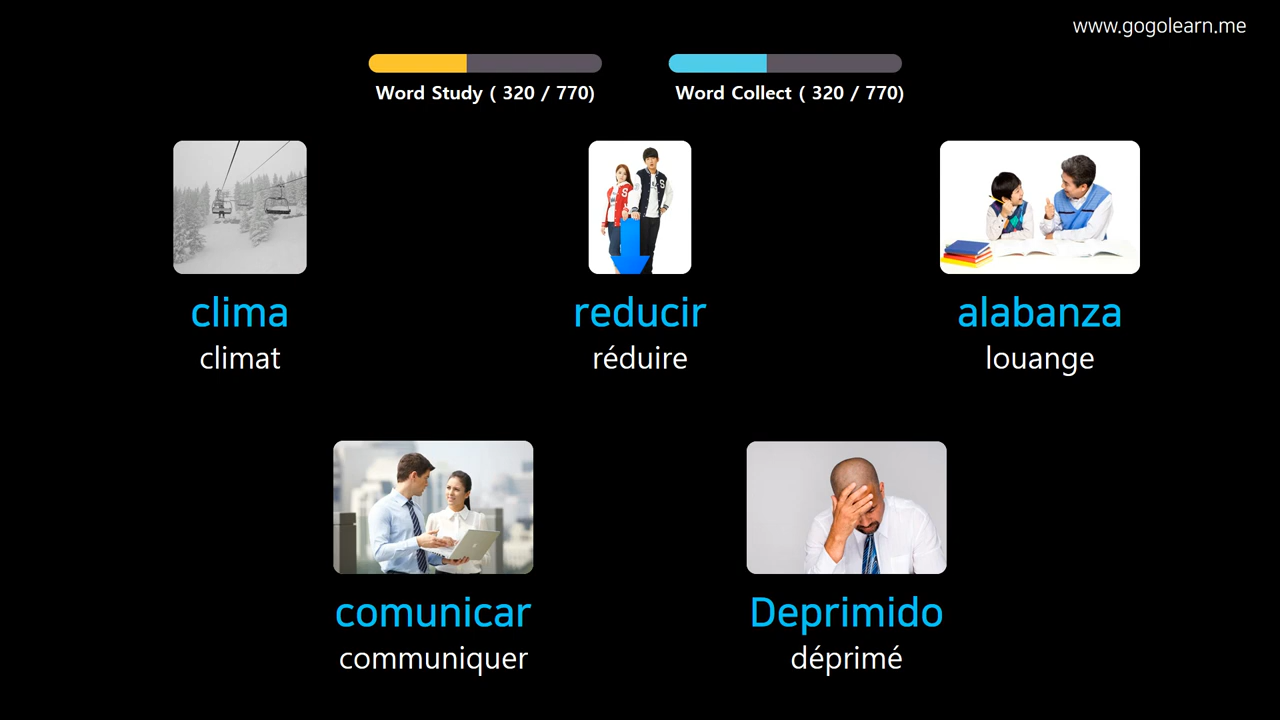 www.gogolearn.me
Word Study ( 320 / 770)
Word Collect ( 320 / 770)
clima
climat
reducir
réduire
alabanza
louange
comunicar
communiquer
Deprimido
déprimé